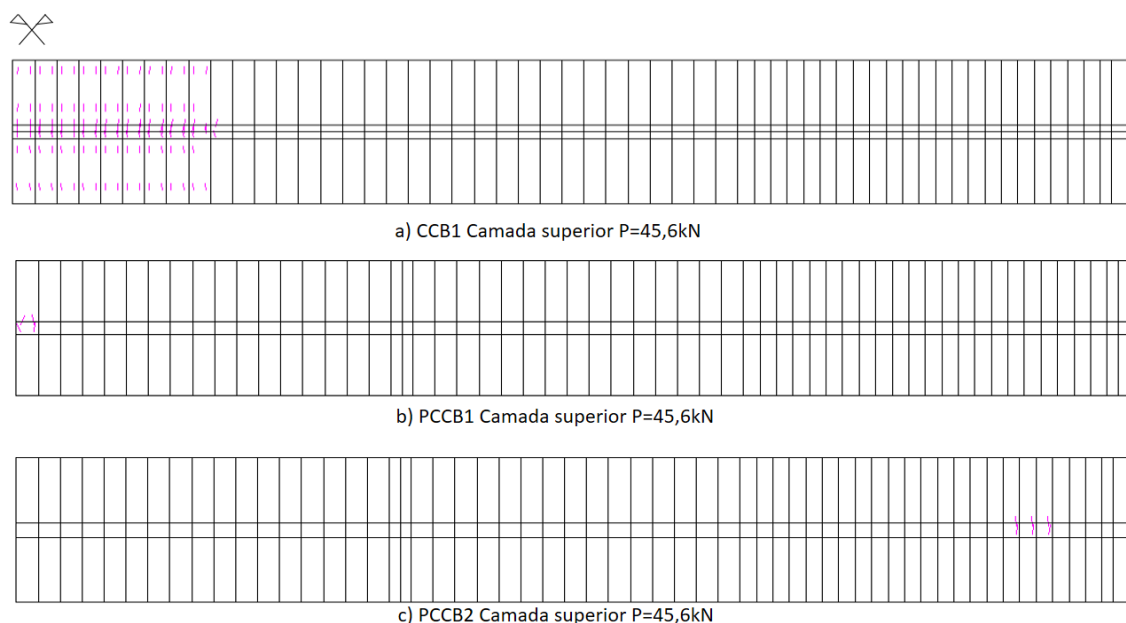 a) CCB1 Camada superior P=45,6kN
b) PCCB1 Camada superior P=45,6kN
c) PCCB2 Camada superior P=45,6kN